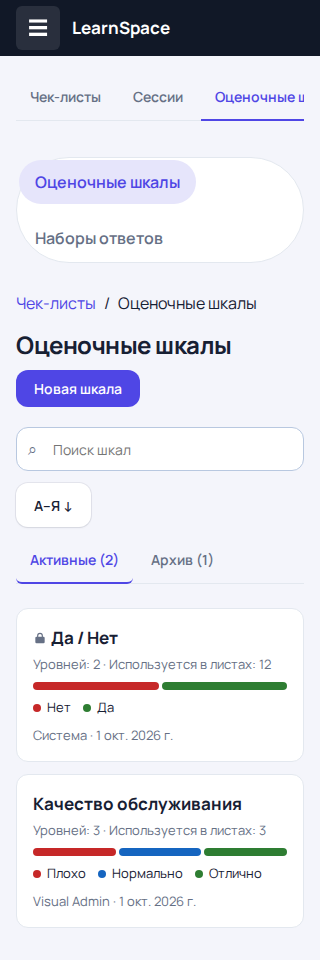 LearnSpace
Чек-листы Сессии Оценочные ш
Оценочные шкалы
Наборы ответов
Чек-листы / Оценочные шкалы
Оценочные шкалы
Новая шкала
Поиск шкал
А–Я ↓
Активные (2) Архив (1)
Да / Нет
Уровней: 2 · Используется в листах: 12
Нет Да
Система · 1 окт. 2026 г.
Качество обслуживания
Уровней: 3 · Используется в листах: 3
Плохо Нормально Отлично
Visual Admin · 1 окт. 2026 г.